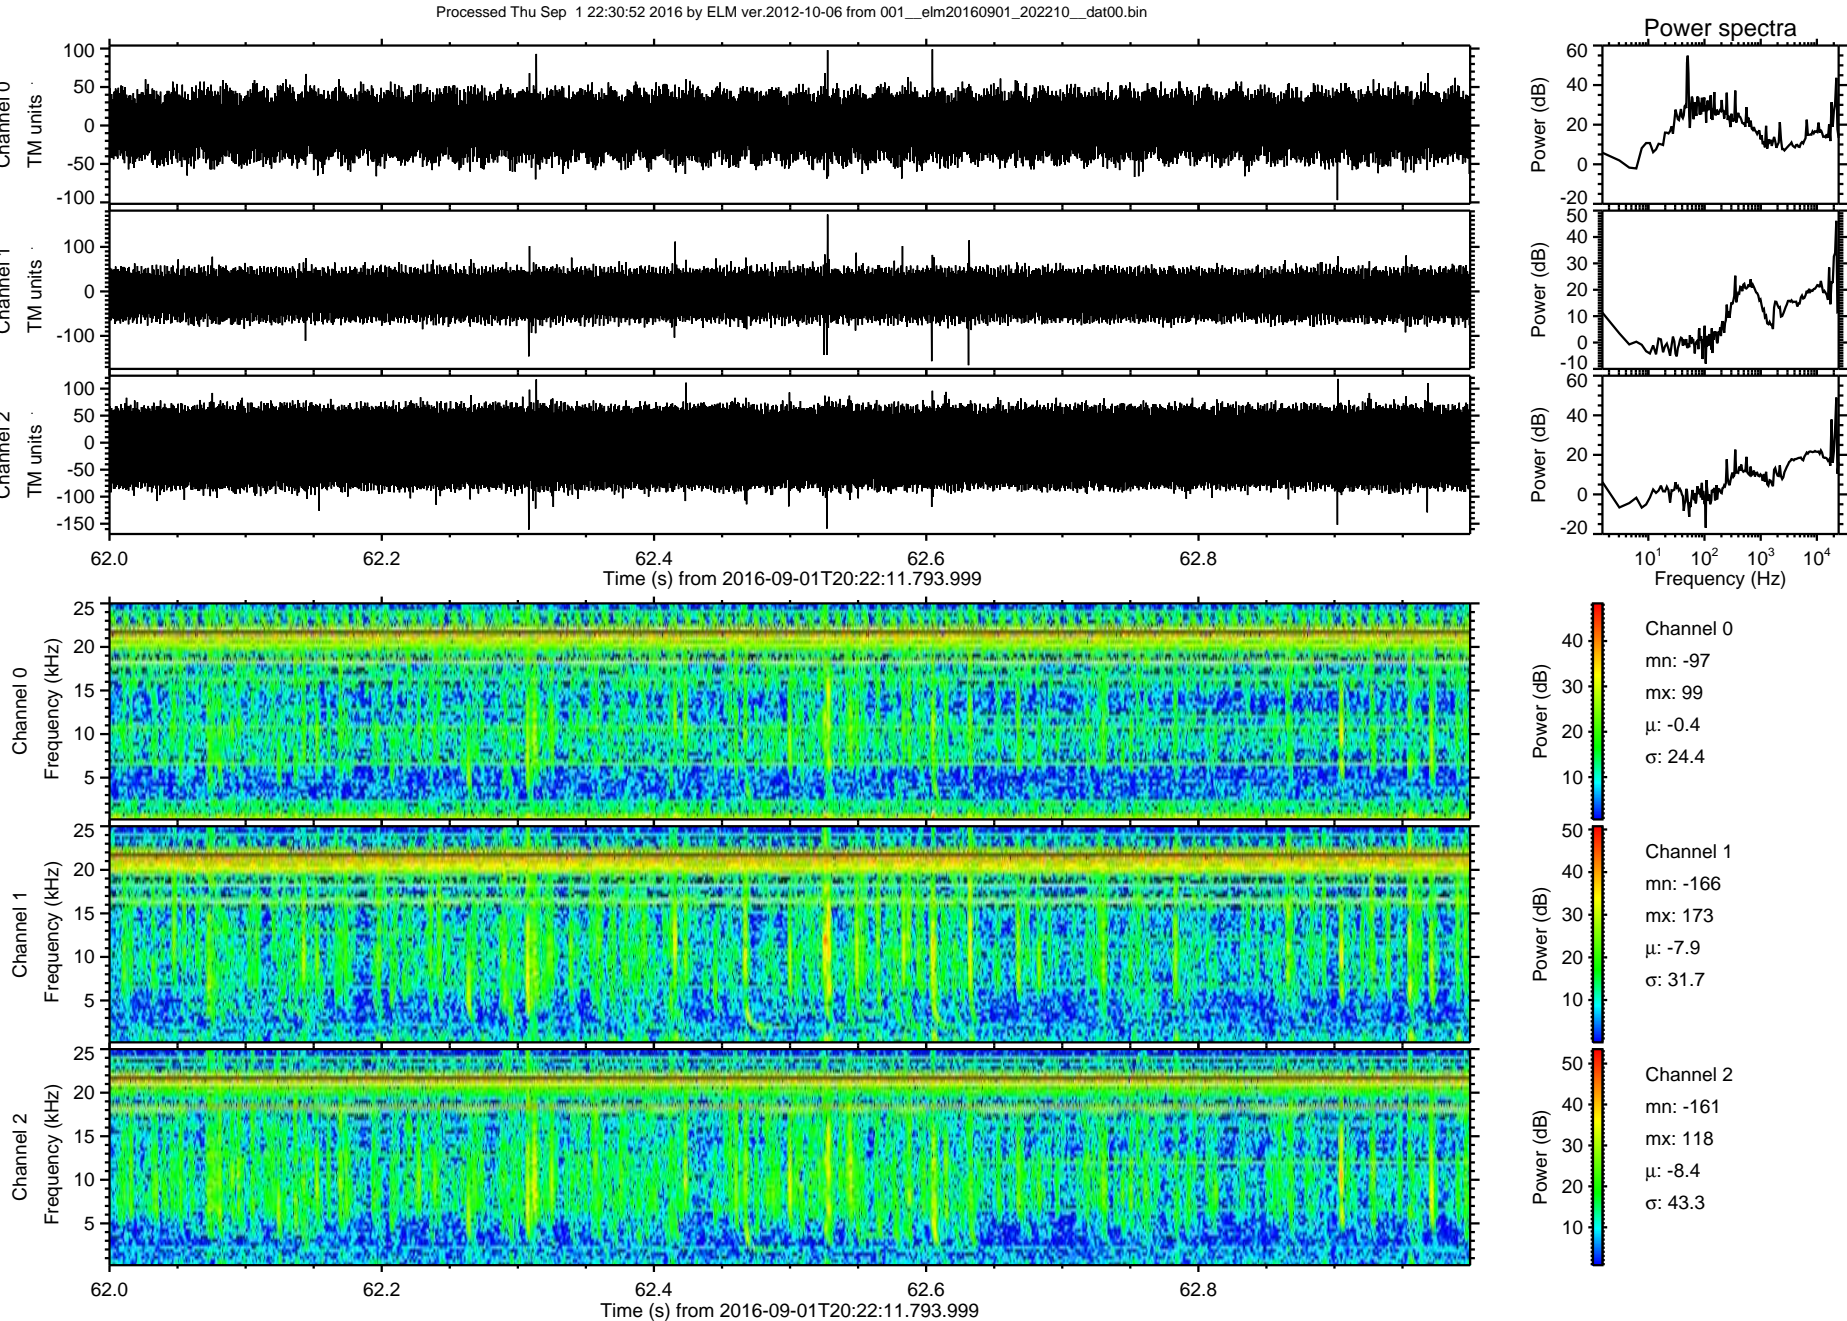 Processed Thu Sep 1 22:30:52 2016 by ELM ver.2012-10-06 from 001__elm20160901_202210__dat00.bin
Power spectra
Channel 0
TM units
100
50
0
-50
-100
Power (dB)
60
40
20
0
-20
Channel 1
TM units
100
0
-100
Power (dB)
50
40
30
20
10
0
-10
Channel 2
TM units
100
50
0
-50
-100
-150
Power (dB)
60
40
20
0
-20
62.0 62.2 62.4 62.6 62.8
Time (s) from 2016-09-01T20:22:11.793.999
10¹ 10² 10³ 10⁴
Frequency (Hz)
Channel 0
Frequency (kHz)
25
20
15
10
5
Power (dB)
40
30
20
10
Channel 0
mn: -97
mx: 99
μ: -0.4
σ: 24.4
Channel 1
Frequency (kHz)
25
20
15
10
5
Power (dB)
50
40
30
20
10
Channel 1
mn: -166
mx: 173
μ: -7.9
σ: 31.7
Channel 2
Frequency (kHz)
25
20
15
10
5
Power (dB)
50
40
30
20
10
Channel 2
mn: -161
mx: 118
μ: -8.4
σ: 43.3
62.0 62.2 62.4 62.6 62.8
Time (s) from 2016-09-01T20:22:11.793.999